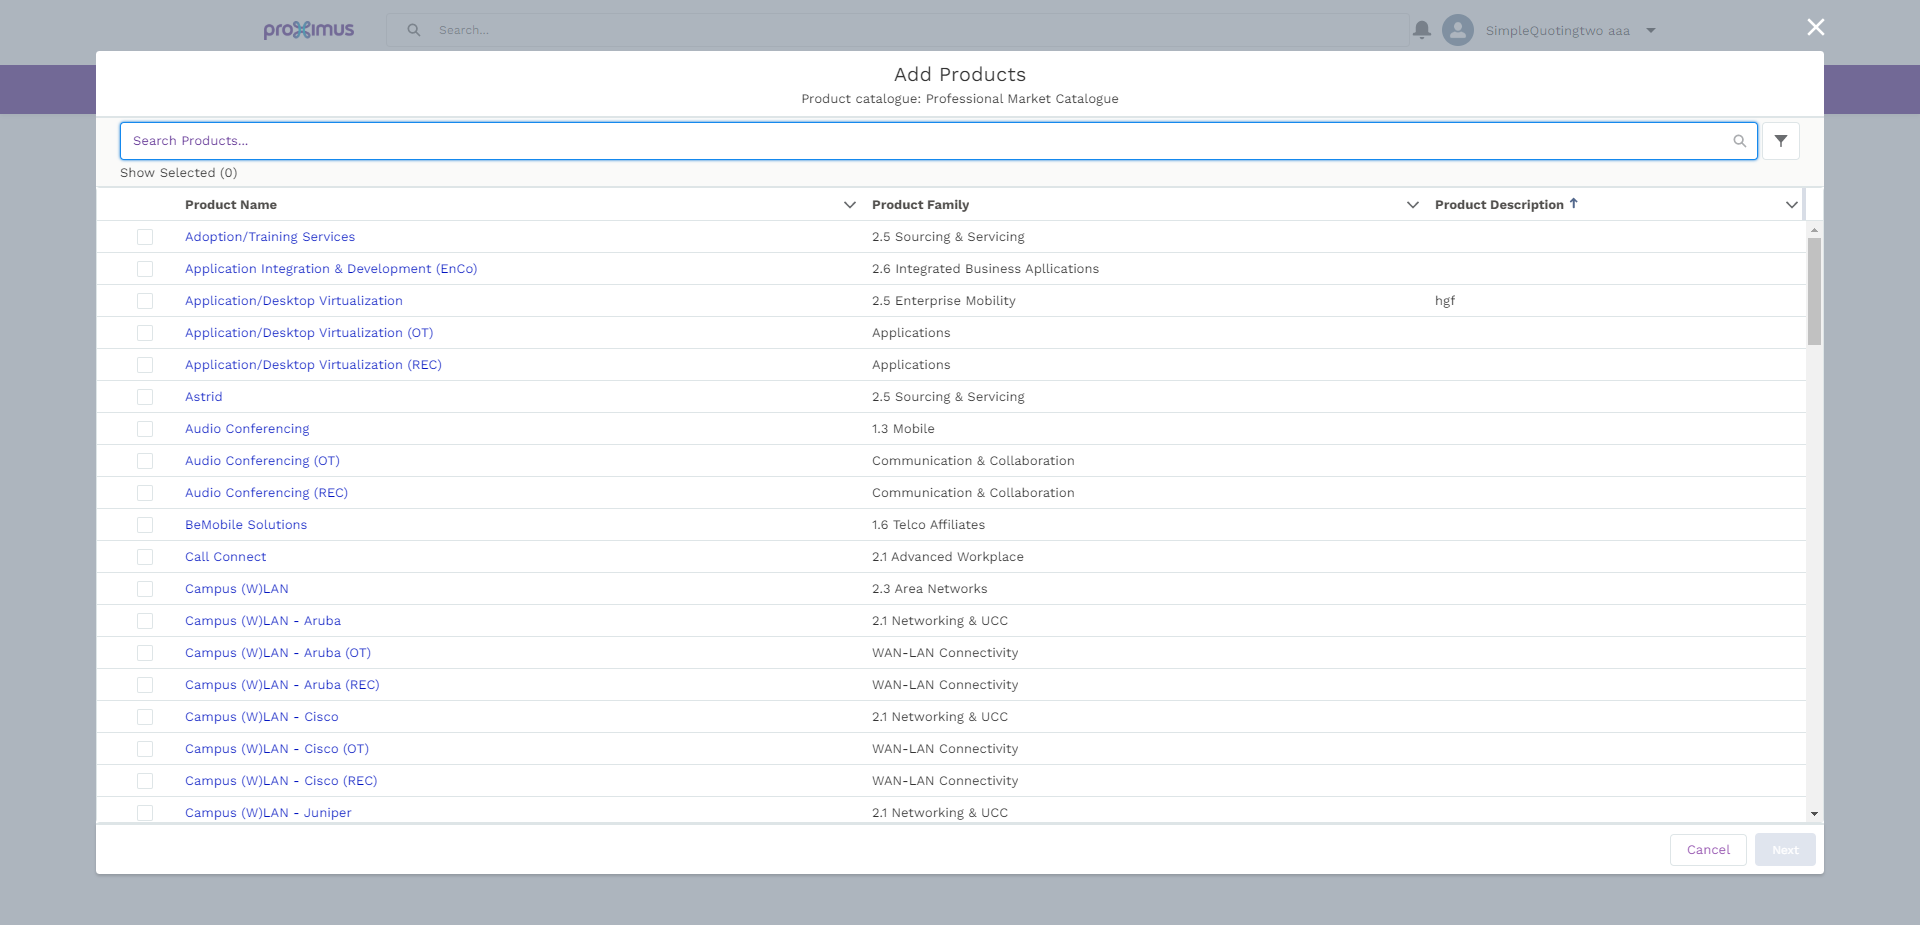 proximus
Search...
SimpleQuotingtwo aaa
Add Products
Product catalogue: Professional Market Catalogue
Search Products...
Show Selected (0)
Product Name Product Family Product Description
Adoption/Training Services 2.5 Sourcing & Servicing
Application Integration & Development (EnCo) 2.6 Integrated Business Apllications
Application/Desktop Virtualization 2.5 Enterprise Mobility hgf
Application/Desktop Virtualization (OT) Applications
Application/Desktop Virtualization (REC) Applications
Astrid 2.5 Sourcing & Servicing
Audio Conferencing 1.3 Mobile
Audio Conferencing (OT) Communication & Collaboration
Audio Conferencing (REC) Communication & Collaboration
BeMobile Solutions 1.6 Telco Affiliates
Call Connect 2.1 Advanced Workplace
Campus (W)LAN 2.3 Area Networks
Campus (W)LAN - Aruba 2.1 Networking & UCC
Campus (W)LAN - Aruba (OT) WAN-LAN Connectivity
Campus (W)LAN - Aruba (REC) WAN-LAN Connectivity
Campus (W)LAN - Cisco 2.1 Networking & UCC
Campus (W)LAN - Cisco (OT) WAN-LAN Connectivity
Campus (W)LAN - Cisco (REC) WAN-LAN Connectivity
Campus (W)LAN - Juniper 2.1 Networking & UCC
Cancel Next